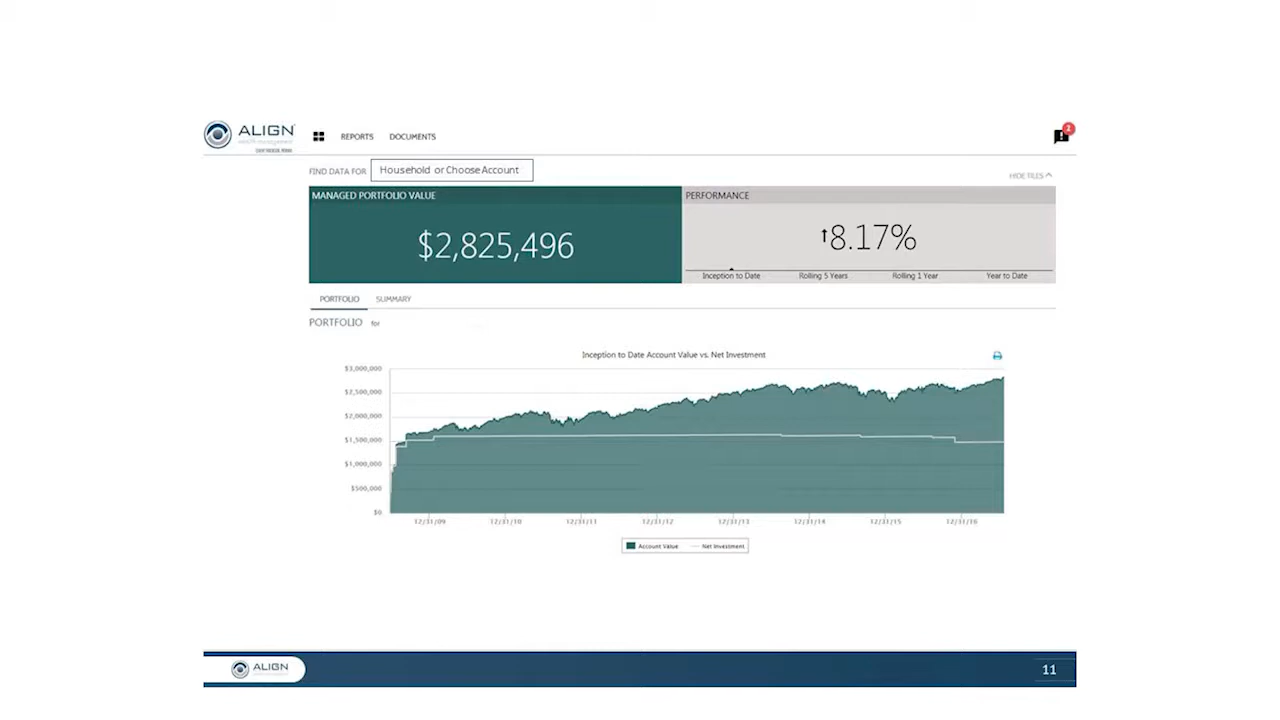 ALIGN
wealth management
REPORTS DOCUMENTS
2
FIND DATA FOR Household or Choose Account
HIDE TILES
MANAGED PORTFOLIO VALUE
$2,825,496
PERFORMANCE
↑8.17%
Inception to Date Rolling 5 Years Rolling 1 Year Year to Date
PORTFOLIO SUMMARY
PORTFOLIO for
Inception to Date Account Value vs. Net Investment
$3,000,000
$2,500,000
$2,000,000
$1,500,000
$1,000,000
$500,000
$0
12/31/09 12/31/10 12/31/11 12/31/12 12/31/13 12/31/14 12/31/15 12/31/16
Account Value Net Investment
ALIGN
11